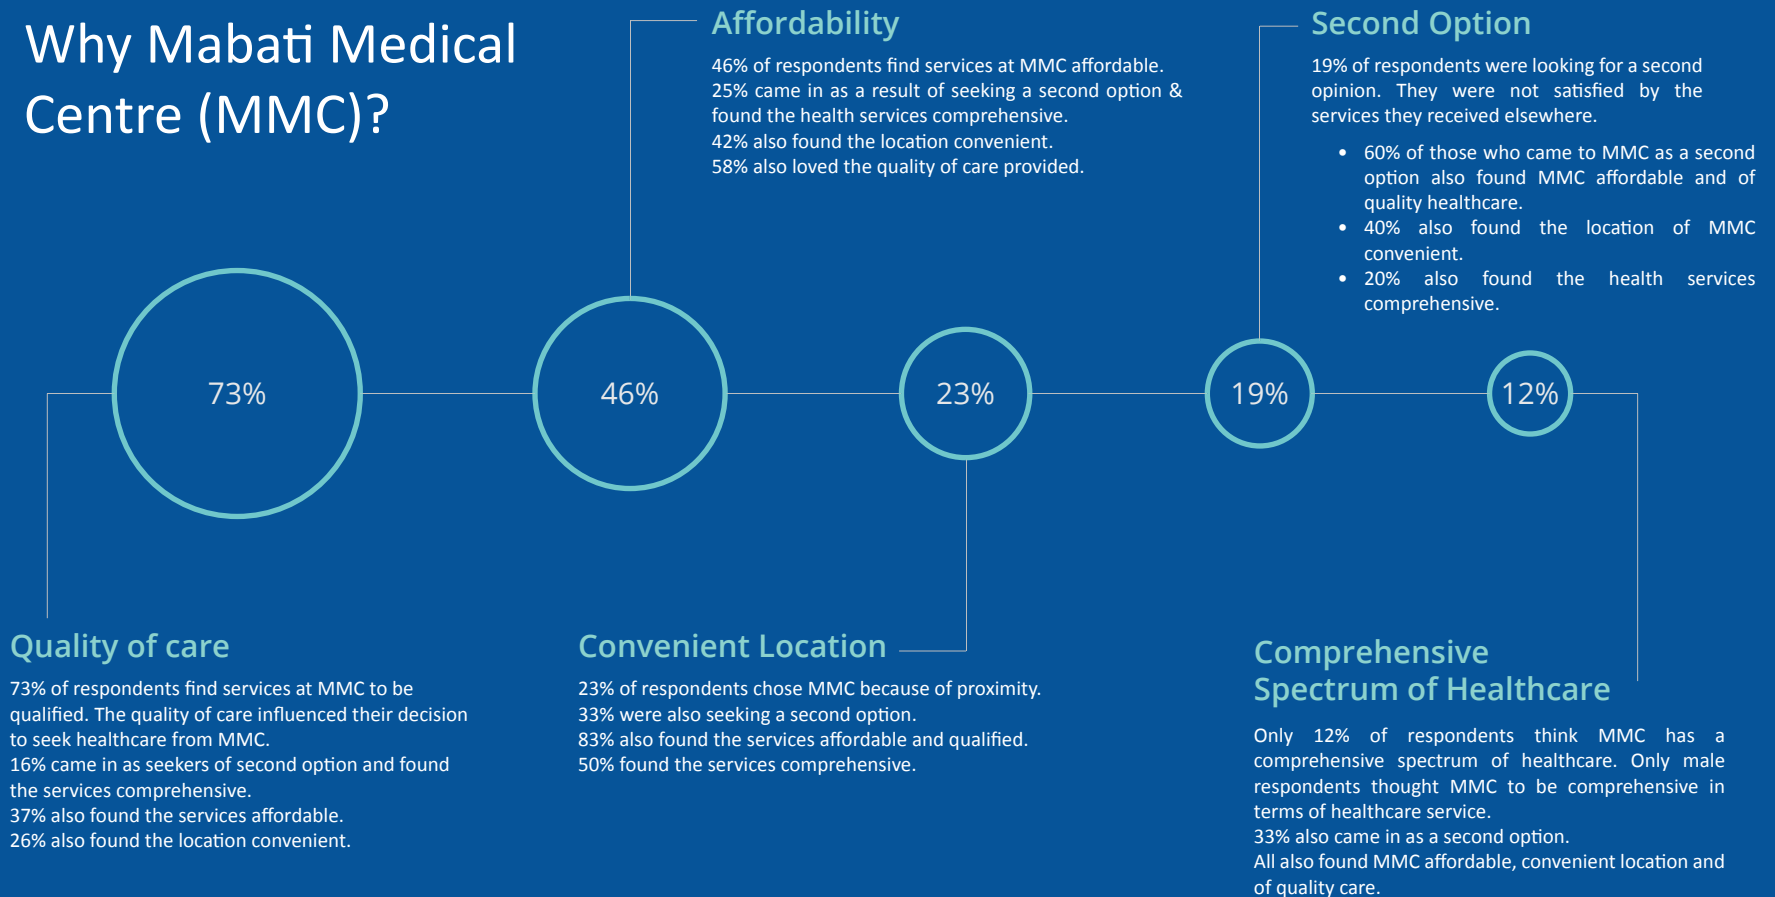 Why Mabati Medical
Centre (MMC)?
Affordability
46% of respondents find services at MMC affordable.
25% came in as a result of seeking a second option &
found the health services comprehensive.
42% also found the location convenient.
58% also loved the quality of care provided.
Second Option
19% of respondents were looking for a second
opinion. They were not satisfied by the
services they received elsewhere.
• 60% of those who came to MMC as a second
option also found MMC affordable and of
quality healthcare.
• 40% also found the location of MMC
convenient.
• 20% also found the health services
comprehensive.
73%
46%
23%
19%
12%
Quality of care
73% of respondents find services at MMC to be
qualified. The quality of care influenced their decision
to seek healthcare from MMC.
16% came in as seekers of second option and found
the services comprehensive.
37% also found the services affordable.
26% also found the location convenient.
Convenient Location
23% of respondents chose MMC because of proximity.
33% were also seeking a second option.
83% also found the services affordable and qualified.
50% found the services comprehensive.
Comprehensive
Spectrum of Healthcare
Only 12% of respondents think MMC has a
comprehensive spectrum of healthcare. Only male
respondents thought MMC to be comprehensive in
terms of healthcare service.
33% also came in as a second option.
All also found MMC affordable, convenient location and
of quality care.